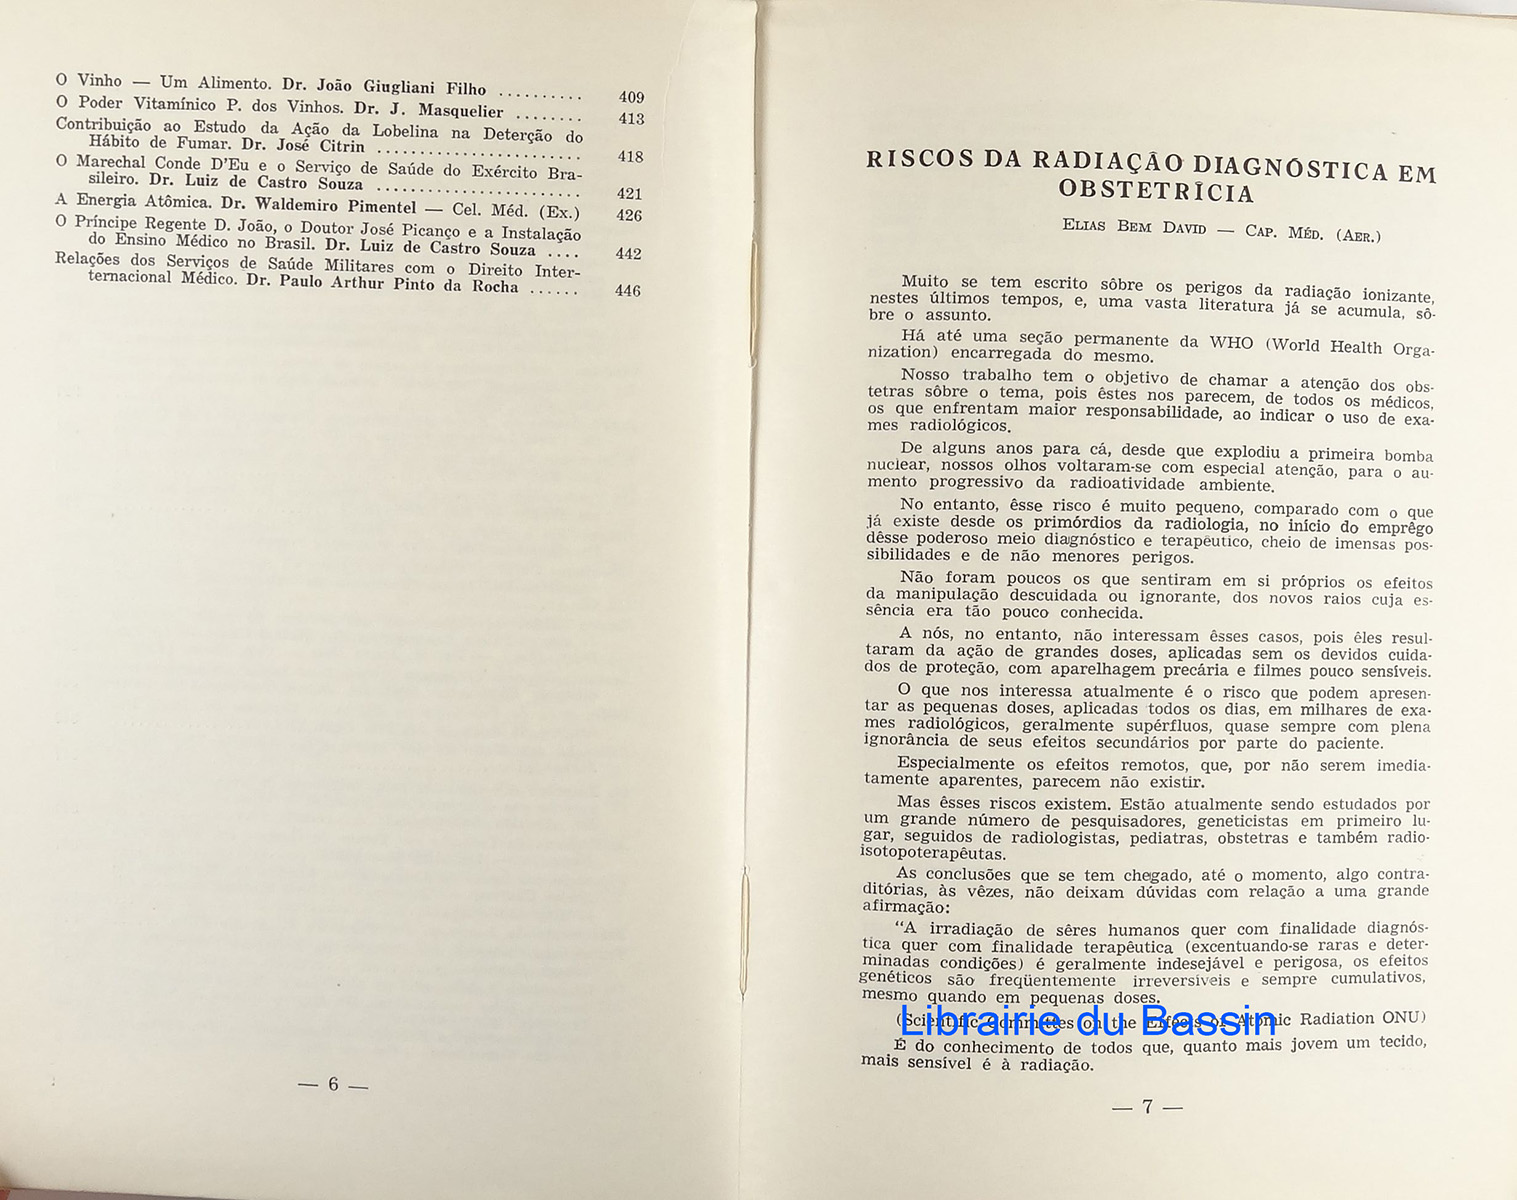 O Vinho — Um Alimento. Dr. João Giugliani Filho .......... 409
O Poder Vitamínico P. dos Vinhos. Dr. J. Masquelier ........ 413
Contribuição ao Estudo da Ação da Lobelina na Deterção do
Hábito de Fumar. Dr. José Citrin ........................ 418
O Marechal Conde D'Eu e o Serviço de Saúde do Exército Bra-
sileiro. Dr. Luiz de Castro Souza ........................ 421
A Energia Atômica. Dr. Waldemiro Pimentel — Cel. Méd. (Ex.) 426
O Príncipe Regente D. João, o Doutor José Picanço e a Instalação
do Ensino Médico no Brasil. Dr. Luiz de Castro Souza .... 442
Relações dos Serviços de Saúde Militares com o Direito Inter-
ternacional Médico. Dr. Paulo Arthur Pinto da Rocha ...... 446
— 6 —
RISCOS DA RADIAÇÃO DIAGNÓSTICA EM
OBSTETRÍCIA
ELIAS BEM DAVID — CAP. MÉD. (AER.)
Muito se tem escrito sôbre os perigos da radiação ionizante,
nestes últimos tempos, e, uma vasta literatura já se acumula, sô-
bre o assunto.
Há até uma seção permanente da WHO (World Health Orga-
nization) encarregada do mesmo.
Nosso trabalho tem o objetivo de chamar a atenção dos obs-
tetras sôbre o tema, pois êstes nos parecem, de todos os médicos,
os que enfrentam maior responsabilidade, ao indicar o uso de exa-
mes radiológicos.
De alguns anos para cá, desde que explodiu a primeira bomba
nuclear, nossos olhos voltaram-se com especial atenção, para o au-
mento progressivo da radioatividade ambiente.
No entanto, êsse risco é muito pequeno, comparado com o que
já existe desde os primórdios da radiologia, no início do emprêgo
dêsse poderoso meio diagnóstico e terapêutico, cheio de imensas pos-
sibilidades e de não menores perigos.
Não foram poucos os que sentiram em si próprios os efeitos
da manipulação descuidada ou ignorante, dos novos raios cuja es-
sência era tão pouco conhecida.
A nós, no entanto, não interessam êsses casos, pois êles resul-
taram da ação de grandes doses, aplicadas sem os devidos cuida-
dos de proteção, com aparelhagem precária e filmes pouco sensíveis.
O que nos interessa atualmente é o risco que podem apresen-
tar as pequenas doses, aplicadas todos os dias, em milhares de exa-
mes radiológicos, geralmente supérfluos, quase sempre com plena
ignorância de seus efeitos secundários por parte do paciente.
Especialmente os efeitos remotos, que, por não serem imedia-
tamente aparentes, parecem não existir.
Mas êsses riscos existem. Estão atualmente sendo estudados por
um grande número de pesquisadores, geneticistas em primeiro lu-
gar, seguidos de radiologistas, pediatras, obstetras e também radio-
isotopoterapêutas.
As conclusões que se tem chegado, até o momento, algo contra-
ditórias, às vêzes, não deixam dúvidas com relação a uma grande
afirmação:
"A irradiação de sêres humanos quer com finalidade diagnós-
tica quer com finalidade terapêutica (excentuando-se raras e deter-
minadas condições) é geralmente indesejável e perigosa, os efeitos
genéticos são freqüentemente irreversíveis e sempre cumulativos,
mesmo quando em pequenas doses.
(Scientific Committes on the Effects of Atomic Radiation ONU)
Librairie du Bassin
É do conhecimento de todos que, quanto mais jovem um tecido,
mais sensível é à radiação.
— 7 —